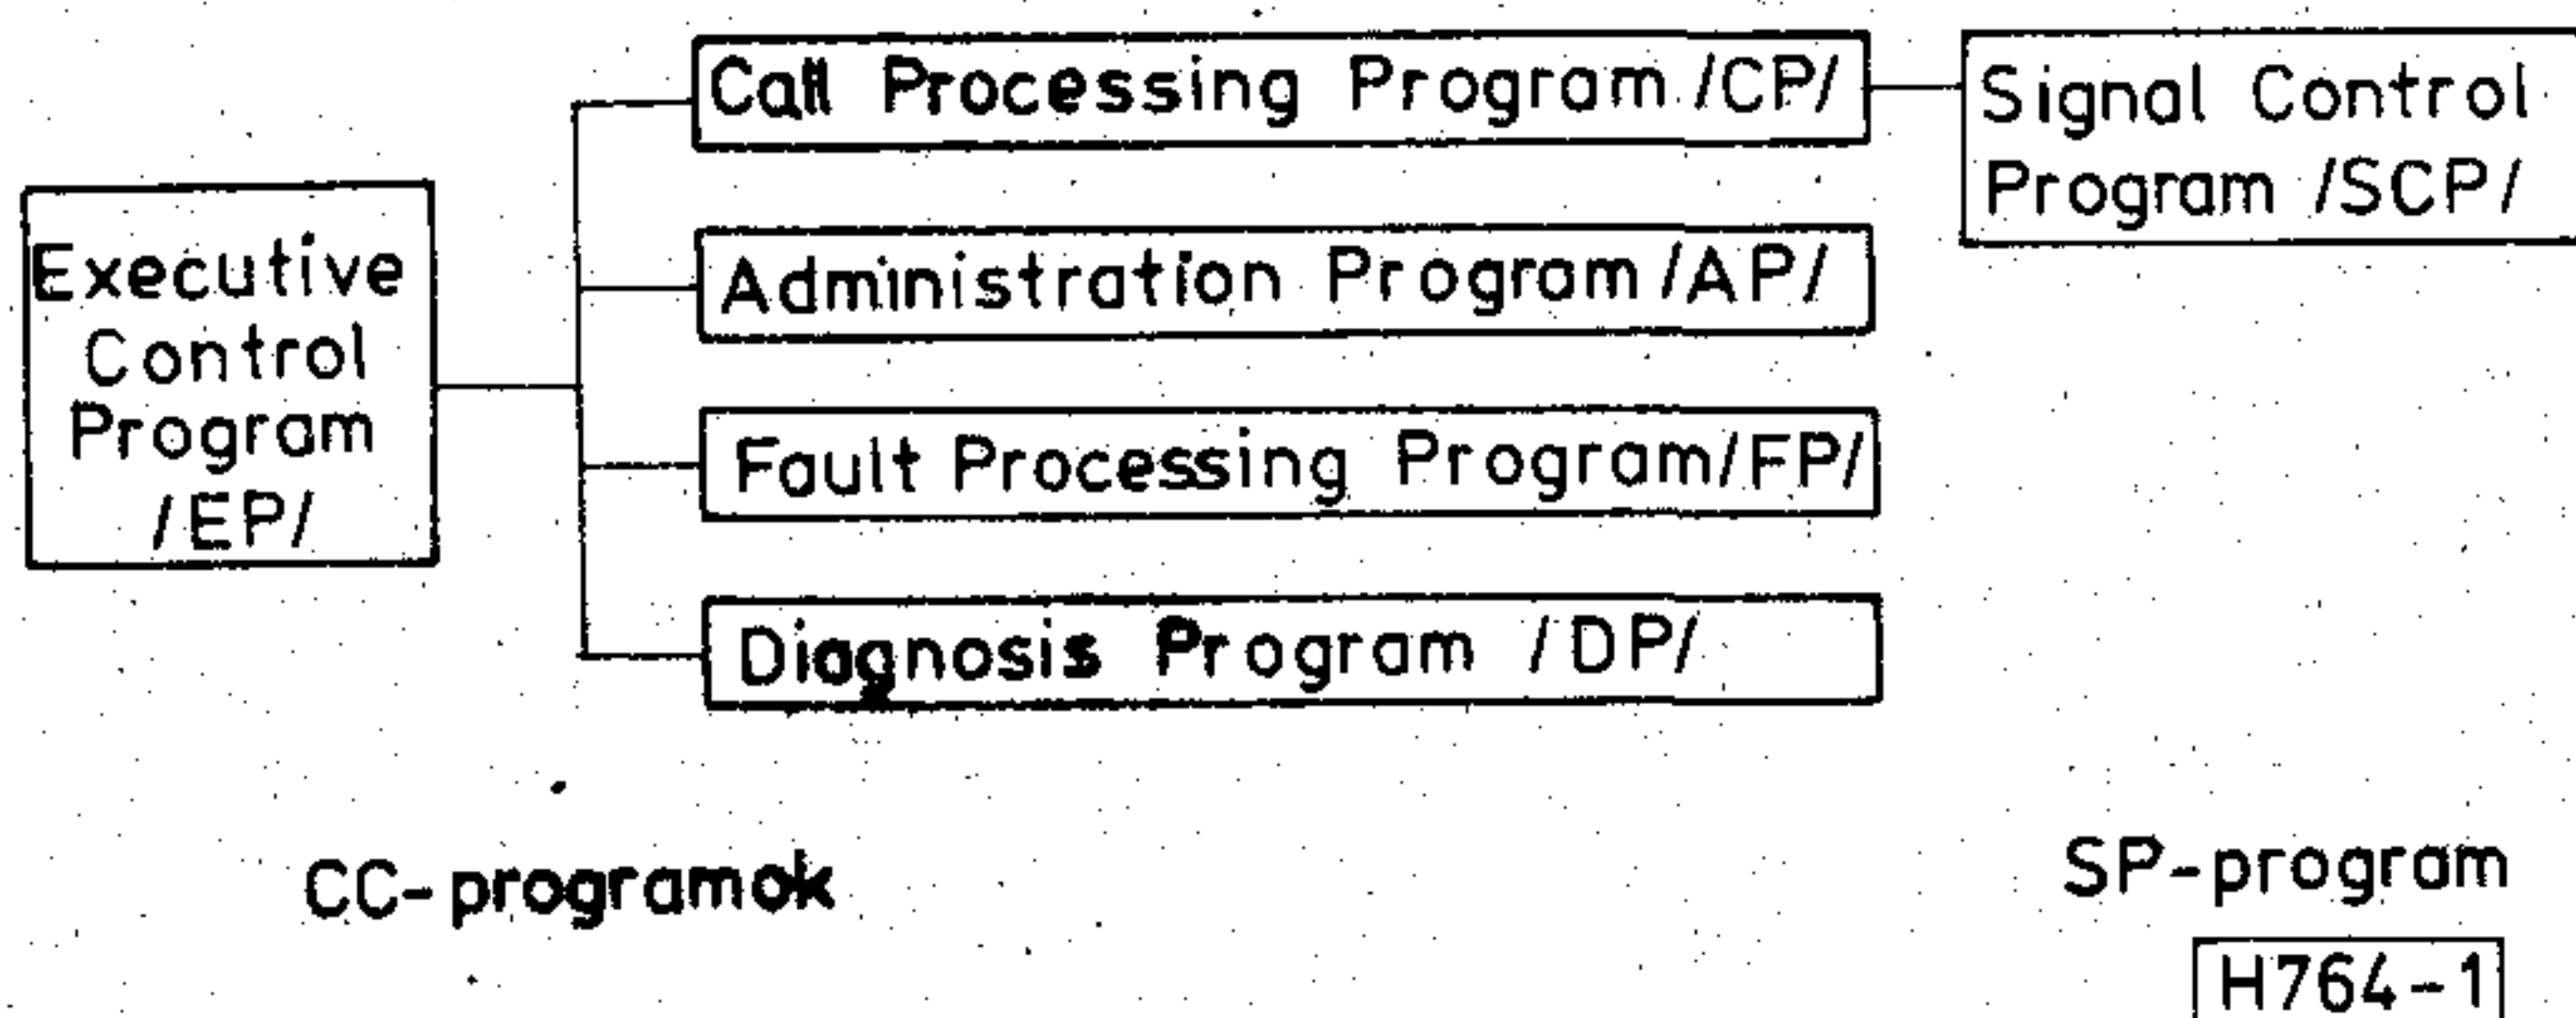 Executive
Control
Program
/EP/
Call Processing Program /CP/
Administration Program /AP/
Fault Processing Program /FP/
Diagnosis Program /DP/
Signal Control
Program /SCP/
CC-programok
SP-program
H764-1